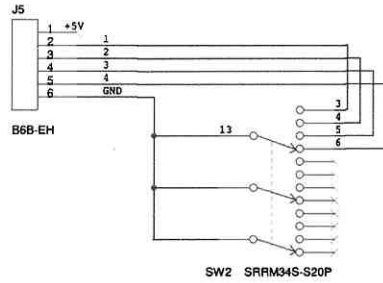 J5
1 +5V
2 1
3 2
4 3
5 4
6 GND
B6B-EH
3
4
13 5
6
SW2 SRRM34S-S20P